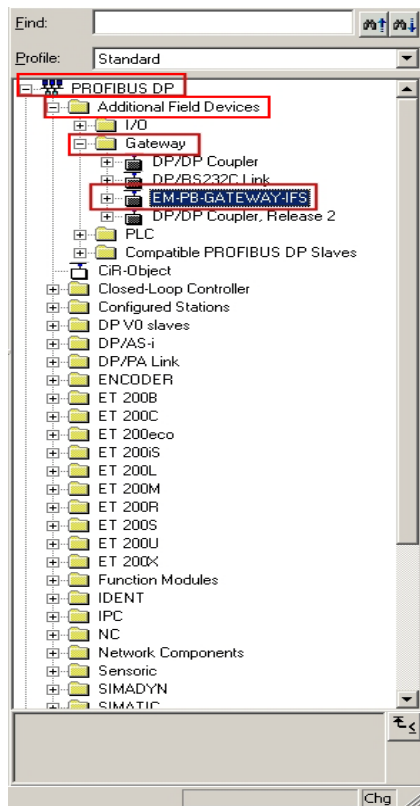 Find:
Profile: Standard
PROFIBUS DP
Additional Field Devices
I/O
Gateway
DP/DP Coupler
DP/RS232C Link
EM-PB-GATEWAY-IFS
DP/DP Coupler, Release 2
PLC
Compatible PROFIBUS DP Slaves
CiR-Object
Closed-Loop Controller
Configured Stations
DP V0 slaves
DP/AS-i
DP/PA Link
ENCODER
ET 200B
ET 200C
ET 200eco
ET 200iS
ET 200L
ET 200M
ET 200R
ET 200S
ET 200U
ET 200X
Function Modules
IDENT
IPC
NC
Network Components
Sensoric
SIMADYN
SIMATIC
Chg